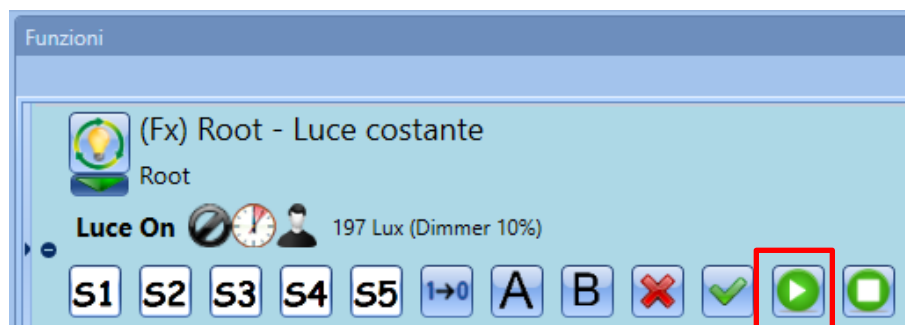 Funzioni
(Fx) Root - Luce costante
Root
Luce On 197 Lux (Dimmer 10%)
S1 S2 S3 S4 S5 1→0 A B